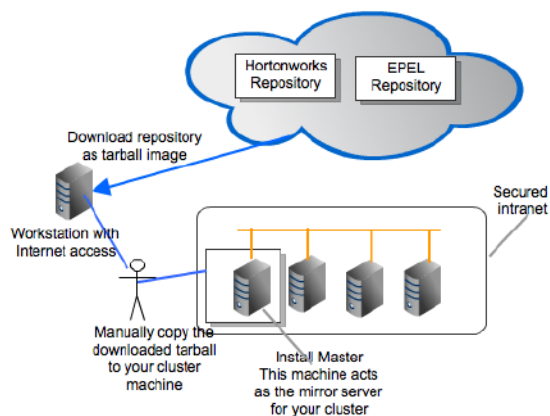 Hortonworks
Repository
EPEL
Repository
Download repository
as tarball image
Secured
intranet
Workstation with
Internet access
Manually copy the
downloaded tarball
to your cluster
machine
Install Master
This machine acts
as the mirror server
for your cluster